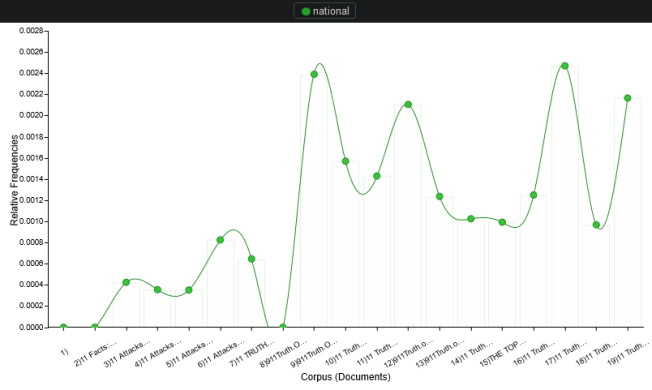 national
0.0028
0.0026
0.0024
0.0022
0.0020
0.0018
0.0016
0.0014
0.0012
0.0010
0.0008
0.0006
0.0004
0.0002
0.0000
Relative Frequencies
1)
2)11 Facts:...
3)11 Attacks...
4)11 Attacks...
5)11 Attacks...
6)11 Attacks...
7)11 TRUTH...
8)911Truth.O...
9)911Truth.O...
10)11 Truth...
11)11 Truth...
12)911Truth.o...
13)911Truth.o...
14)11 Truth...
15)THE TOP...
16)11 Truth...
17)11 Truth...
18)11 Truth...
19)11 Truth...
Corpus (Documents)